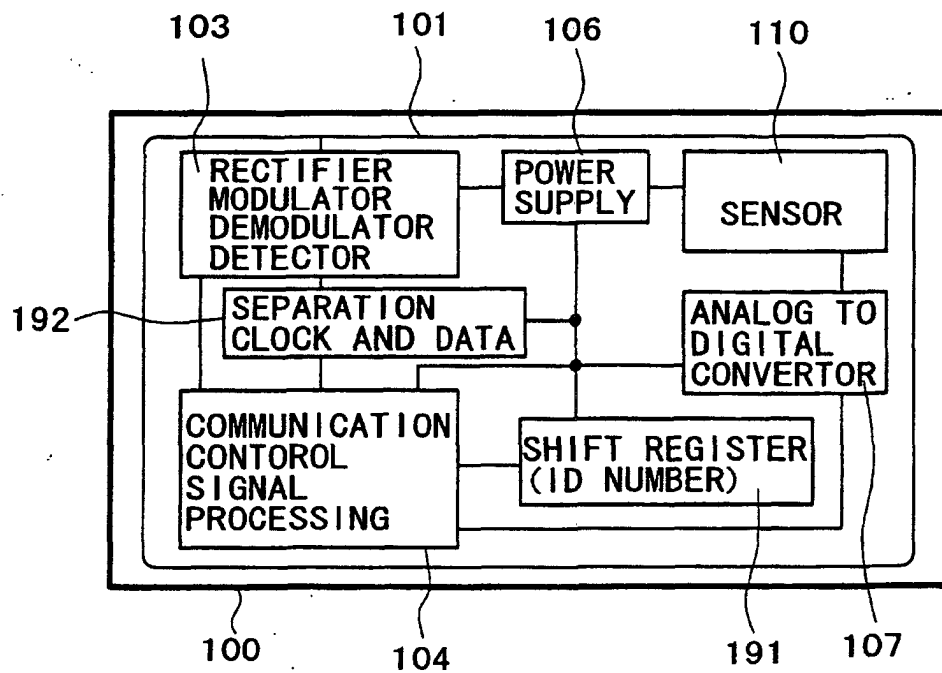 103
101
106
110
RECTIFIER
MODULATOR
DEMODULATOR
DETECTOR
POWER
SUPPLY
SENSOR
192
SEPARATION
CLOCK AND DATA
ANALOG TO
DIGITAL
CONVERTOR
COMMUNICATION
CONTOROL
SIGNAL
PROCESSING
SHIFT REGISTER
(ID NUMBER)
100
104
191
107